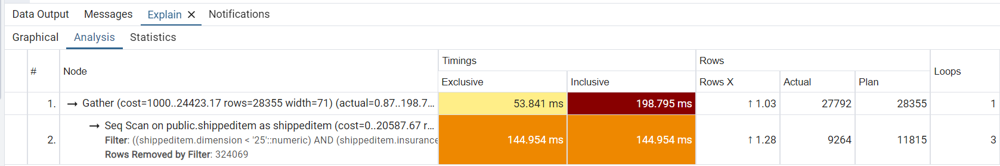 Data Output Messages Explain × Notifications
Graphical Analysis Statistics
# Node Timings Rows Loops
Exclusive Inclusive Rows X Actual Plan
1. → Gather (cost=1000..24423.17 rows=28355 width=71) (actual=0.87..198.7… 53.841 ms 198.795 ms ↑ 1.03 27792 28355 1
→ Seq Scan on public.shippeditem as shippeditem (cost=0..20587.67 r…
2. Filter: ((shippeditem.dimension < '25'::numeric) AND (shippeditem.insurance 144.954 ms 144.954 ms ↑ 1.28 9264 11815 3
Rows Removed by Filter: 324069